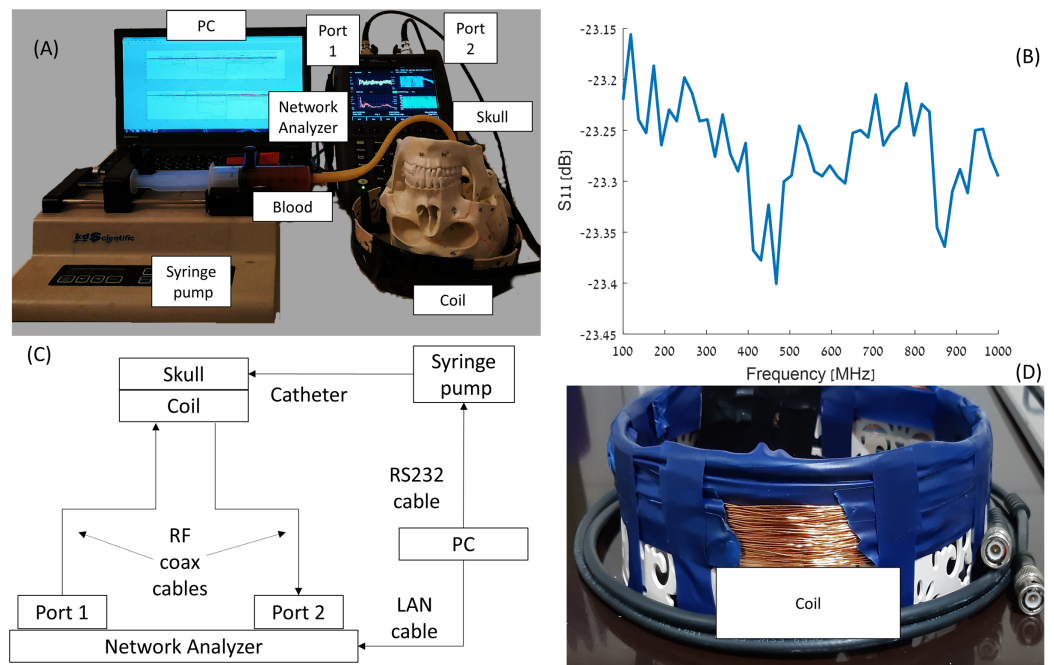 (A)
PC
Port
1
Port
2
Network
Analyzer
Skull
Blood
kdScientific
Syringe
pump
Coil
(B)
-23.15
-23.2
-23.25
-23.3
-23.35
-23.4
-23.45
S11 [dB]
100 200 300 400 500 600 700 800 900 1000
Frequency [MHz]
(C)
Skull
Coil
Catheter
Syringe
pump
RS232
cable
PC
RF
coax
cables
LAN
cable
Port 1
Port 2
Network Analyzer
(D)
Coil